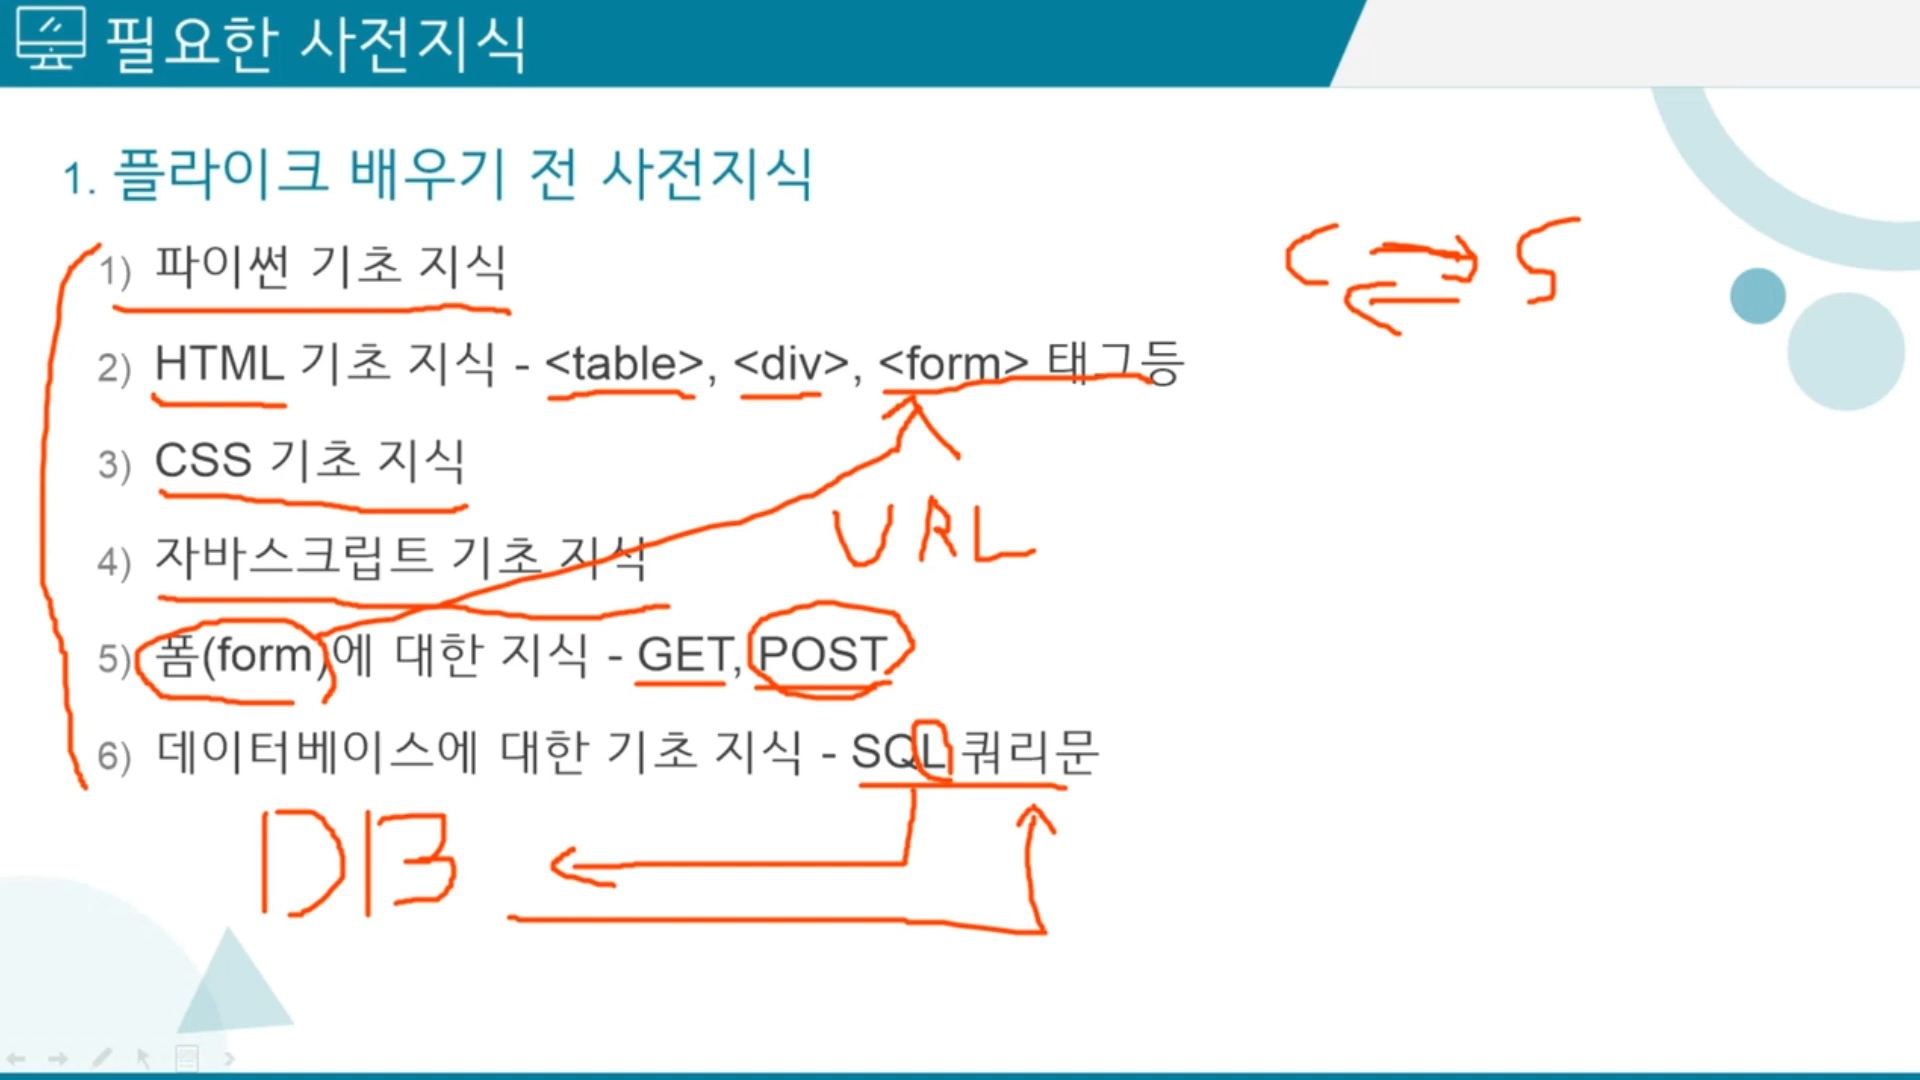 필요한 사전지식
1. 플라이크 배우기 전 사전지식
1) 파이썬 기초 지식
C S
2) HTML 기초 지식 - <table>, <div>, <form> 태그등
3) CSS 기초 지식
URL
4) 자바스크립트 기초 지식
5) 폼(form)에 대한 지식 - GET, POST
6) 데이터베이스에 대한 기초 지식 - SQL 쿼리문
DB